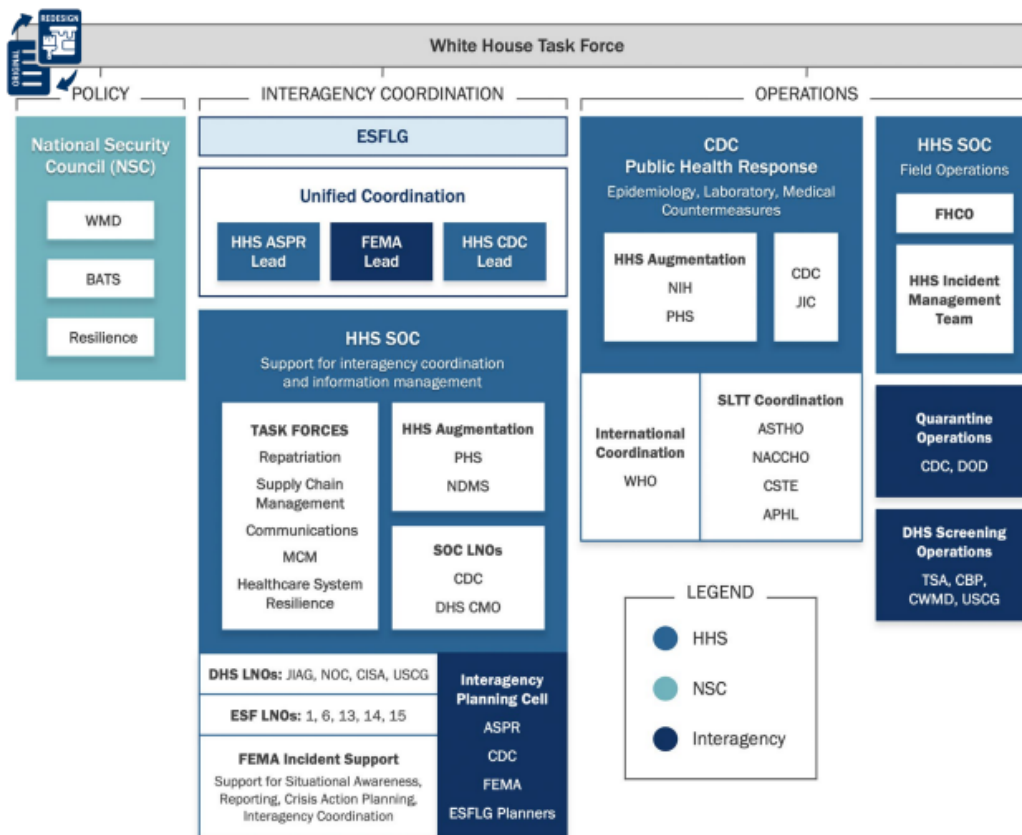 REDESIGN
ORIGINAL
White House Task Force
POLICY
National Security
Council (NSC)
WMD
BATS
Resilience
INTERAGENCY COORDINATION
ESFLG
Unified Coordination
HHS ASPR
Lead
FEMA
Lead
HHS CDC
Lead
HHS SOC
Support for interagency coordination
and information management
TASK FORCES
Repatriation
Supply Chain
Management
Communications
MCM
Healthcare System
Resilience
HHS Augmentation
PHS
NDMS
SOC LNOs
CDC
DHS CMO
DHS LNOs: JIAG, NOC, CISA, USCG
ESF LNOs: 1, 6, 13, 14, 15
FEMA Incident Support
Support for Situational Awareness,
Reporting, Crisis Action Planning,
Interagency Coordination
Interagency
Planning Cell
ASPR
CDC
FEMA
ESFLG Planners
OPERATIONS
CDC
Public Health Response
Epidemiology, Laboratory, Medical
Countermeasures
HHS Augmentation
NIH
PHS
CDC
JIC
International
Coordination
WHO
SLTT Coordination
ASTHO
NACCHO
CSTE
APHL
HHS SOC
Field Operations
FHCO
HHS Incident
Management
Team
Quarantine
Operations
CDC, DOD
DHS Screening
Operations
TSA, CBP,
CWMD, USCG
LEGEND
HHS
NSC
Interagency